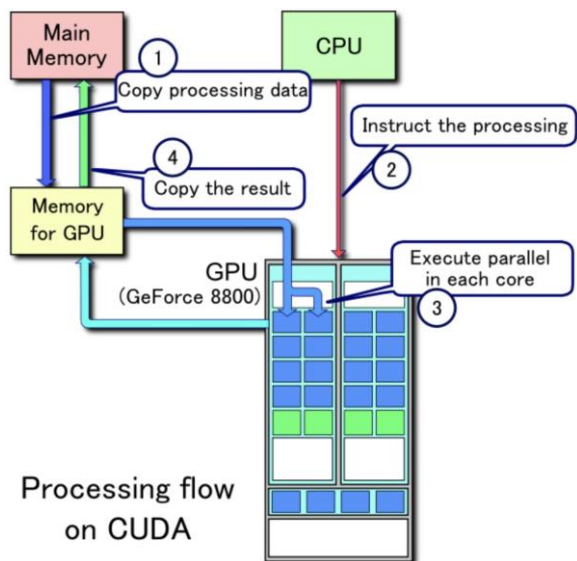 Main
Memory
CPU
1
Copy processing data
Instruct the processing
2
4
Copy the result
Memory
for GPU
GPU
(GeForce 8800)
Execute parallel
in each core
3
Processing flow
on CUDA